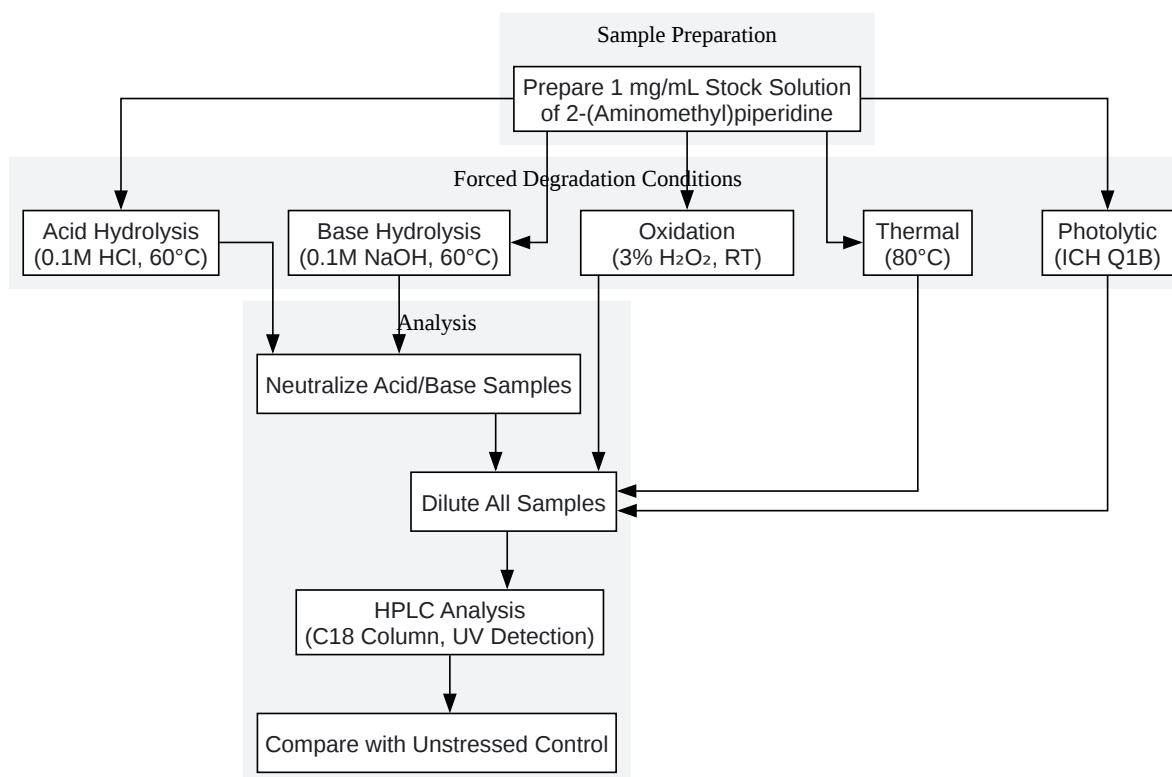 Sample Preparation
Prepare 1 mg/mL Stock Solution
of 2-(Aminomethyl)piperidine
Forced Degradation Conditions
Acid Hydrolysis
(0.1M HCl, 60°C)
Base Hydrolysis
(0.1M NaOH, 60°C)
Oxidation
(3% H₂O₂, RT)
Thermal
(80°C)
Photolytic
(ICH Q1B)
Analysis
Neutralize Acid/Base Samples
Dilute All Samples
HPLC Analysis
(C18 Column, UV Detection)
Compare with Unstressed Control